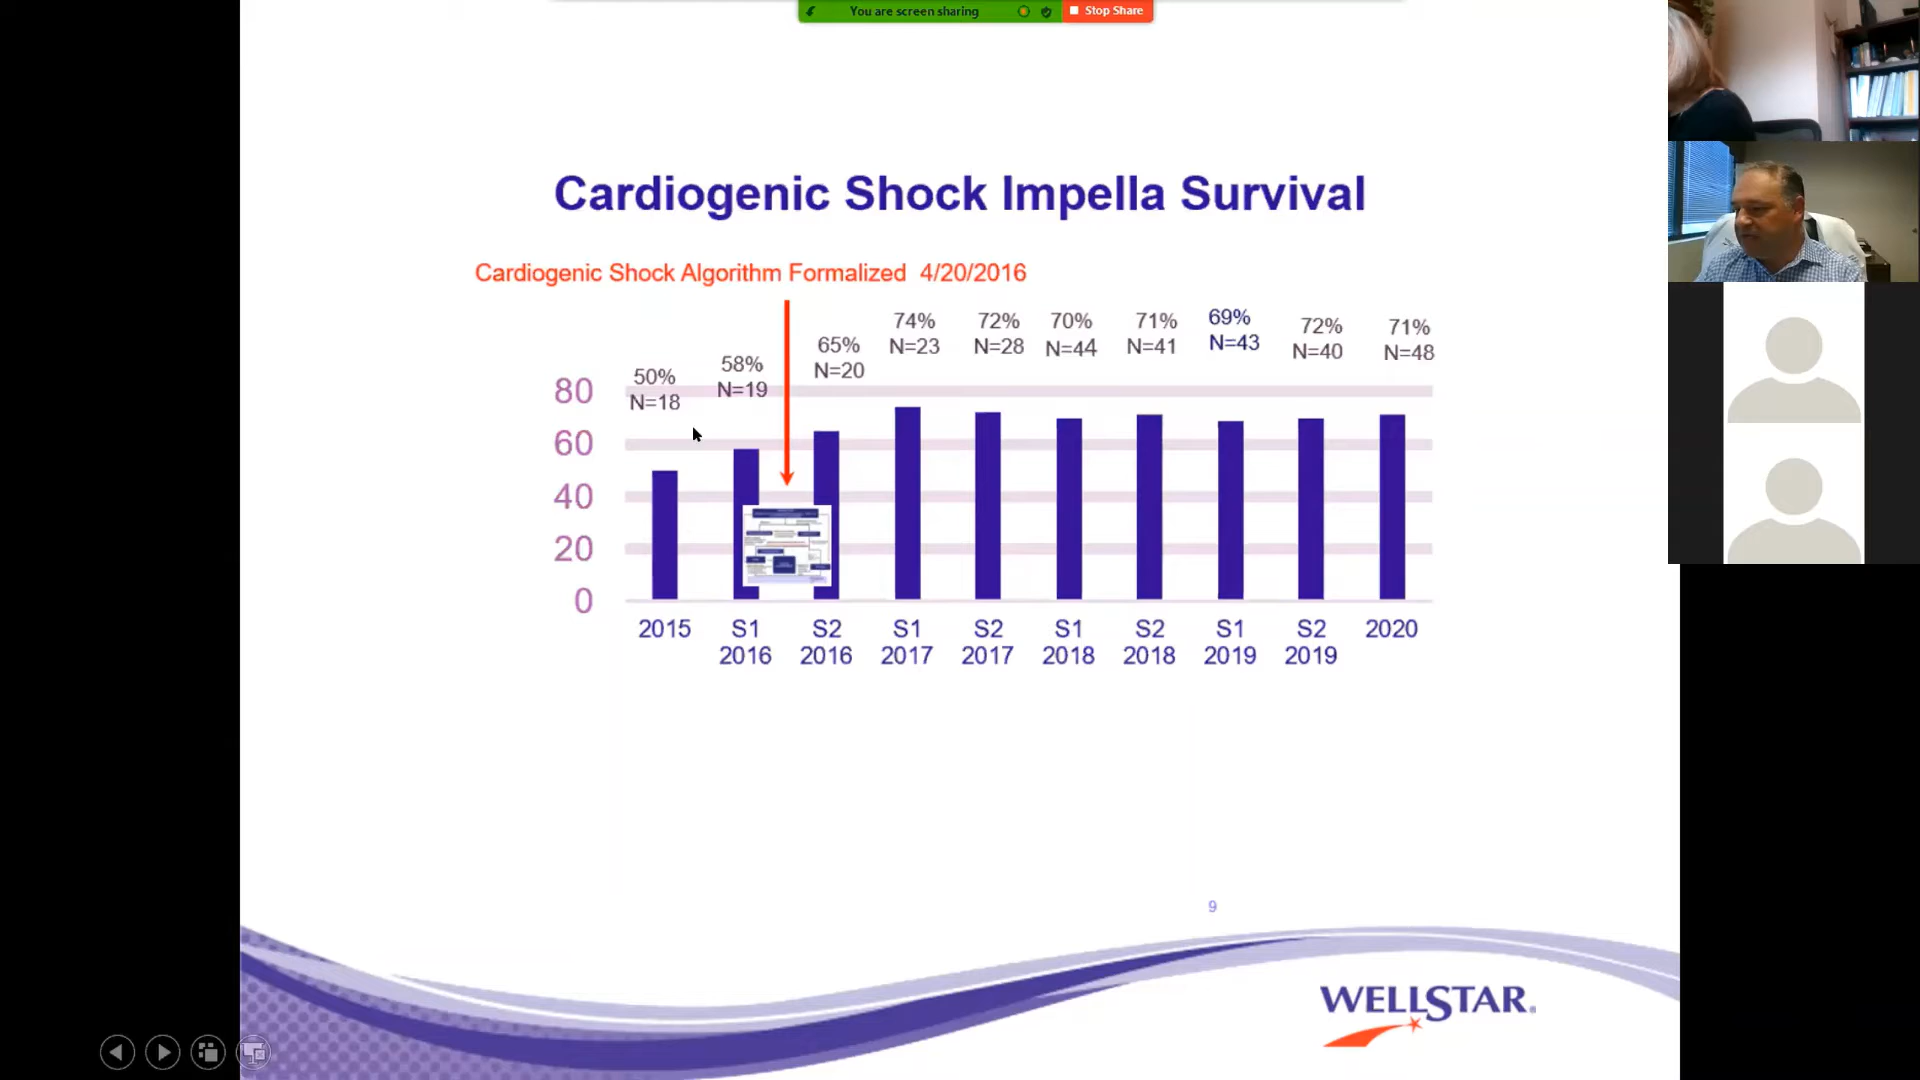 You are screen sharing
Stop Share
Cardiogenic Shock Impella Survival
Cardiogenic Shock Algorithm Formalized 4/20/2016
50%
N=18
58%
N=19
65%
N=20
74%
N=23
72%
N=28
70%
N=44
71%
N=41
69%
N=43
72%
N=40
71%
N=48
80
60
40
20
0
2015
S1
2016
S2
2016
S1
2017
S2
2017
S1
2018
S2
2018
S1
2019
S2
2019
2020
9
WELLSTAR